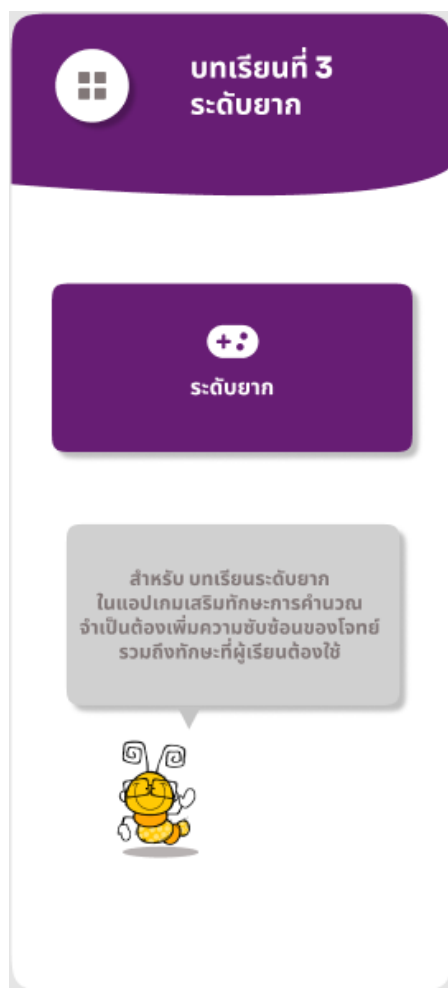 บทเรียนที่ 3
ระดับยาก
ระดับยาก
สำหรับ บทเรียนระดับยาก
ในแอปเกมเสริมทักษะการคำนวณ
จำเป็นต้องเพิ่มความซับซ้อนของโจทย์
รวมถึงทักษะที่ผู้เรียนต้องใช้